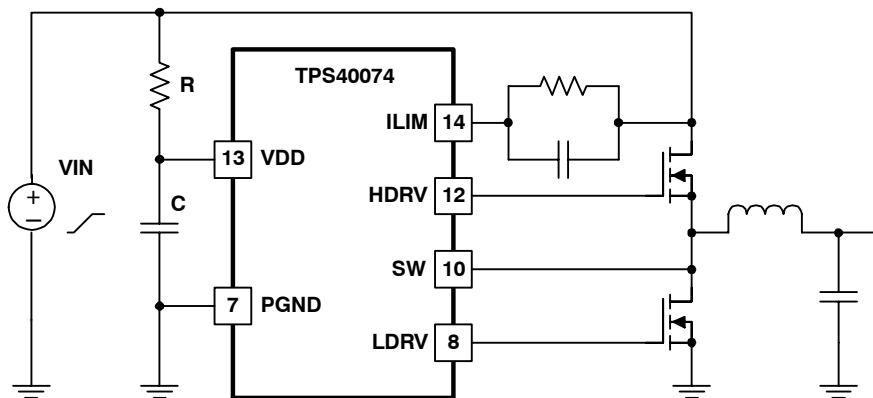 TPS40074
R
ILIM
14
13
VDD
VIN
+
−
C
HDRV
12
SW
10
7
PGND
LDRV
8